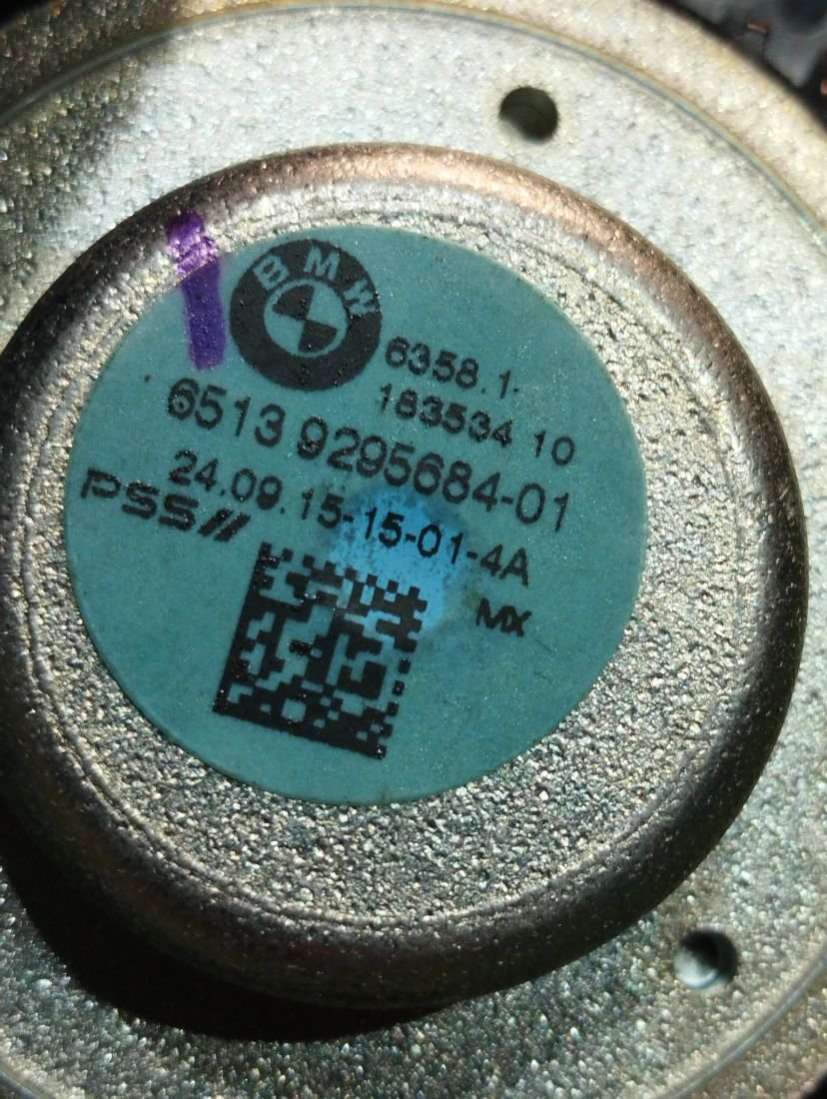 BMW
6358.1
183534 10
6513 9295684-01
24.09.15-15-01-4A
PSS//
MX